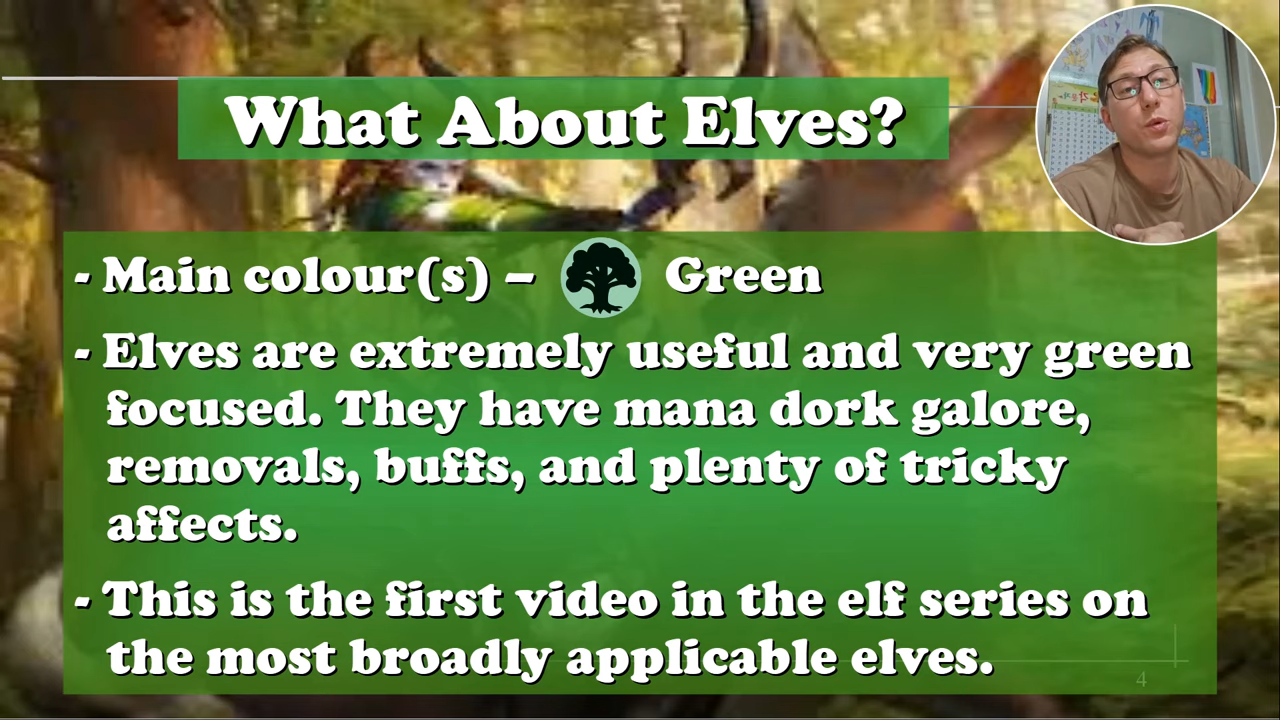 What About Elves?
- Main colour(s) – Green
- Elves are extremely useful and very green
focused. They have mana dork galore,
removals, buffs, and plenty of tricky
affects.
- This is the first video in the elf series on
the most broadly applicable elves.
4